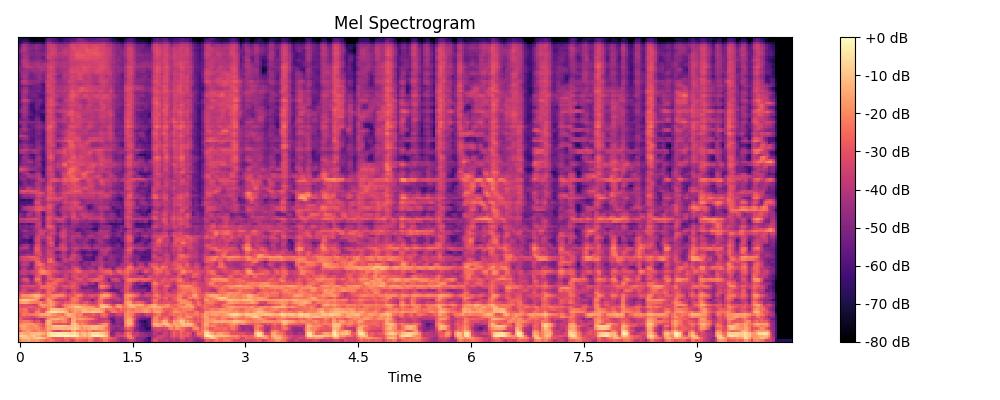 Mel Spectrogram
+0 dB
-10 dB
-20 dB
-30 dB
-40 dB
-50 dB
-60 dB
-70 dB
-80 dB
0 1.5 3 4.5 6 7.5 9
Time